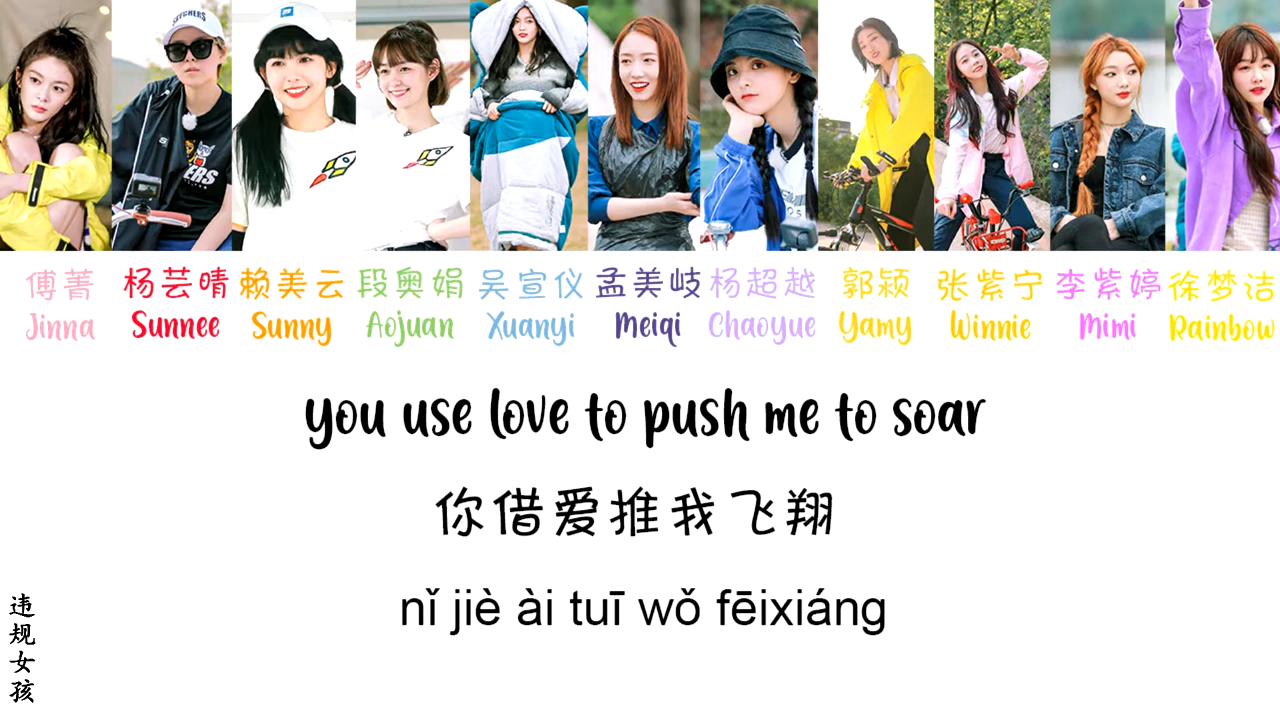 SKECHERS
傅菁 杨芸晴 赖美云 段奥娟 吴宣仪 孟美岐 杨超越 郭颖 张紫宁 李紫婷 徐梦洁
Jinna Sunnee Sunny Aojuan Xuanyi Meiqi Chaoyue Yamy Winnie Mimi Rainbow
you use love to push me to soar
你借爱推我飞翔
nǐ jiè ài tuī wǒ fēixiáng
违规女孩